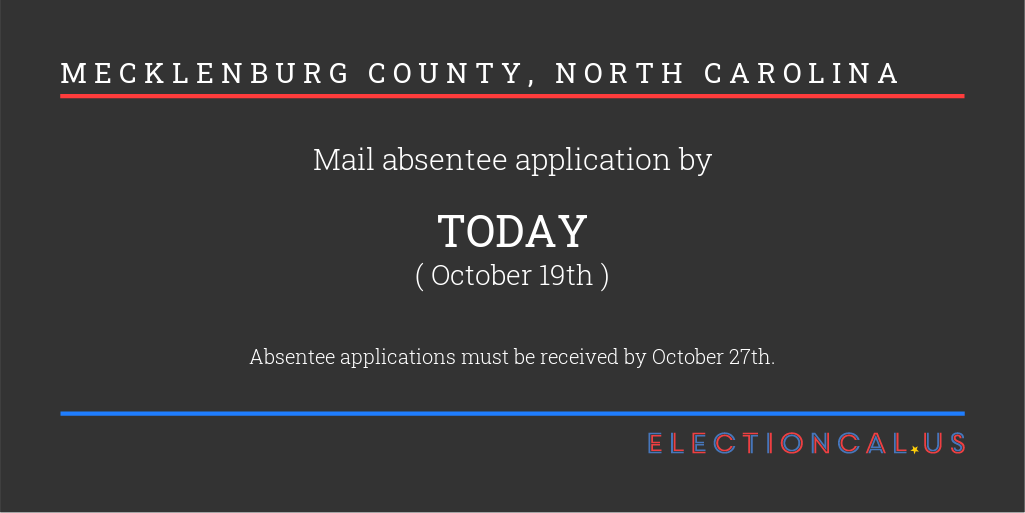 MECKLENBURG COUNTY, NORTH CAROLINA
Mail absentee application by
TODAY
( October 19th )
Absentee applications must be received by October 27th.
ELECTIONCAL.US